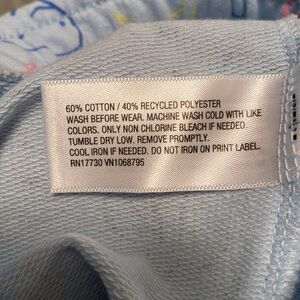 60% COTTON / 40% RECYCLED POLYESTER
WASH BEFORE WEAR. MACHINE WASH COLD WITH LIKE
COLORS. ONLY NON CHLORINE BLEACH IF NEEDED.
TUMBLE DRY LOW. REMOVE PROMPTLY.
COOL IRON IF NEEDED. DO NOT IRON ON PRINT LABEL.
RN17730 VN1068795